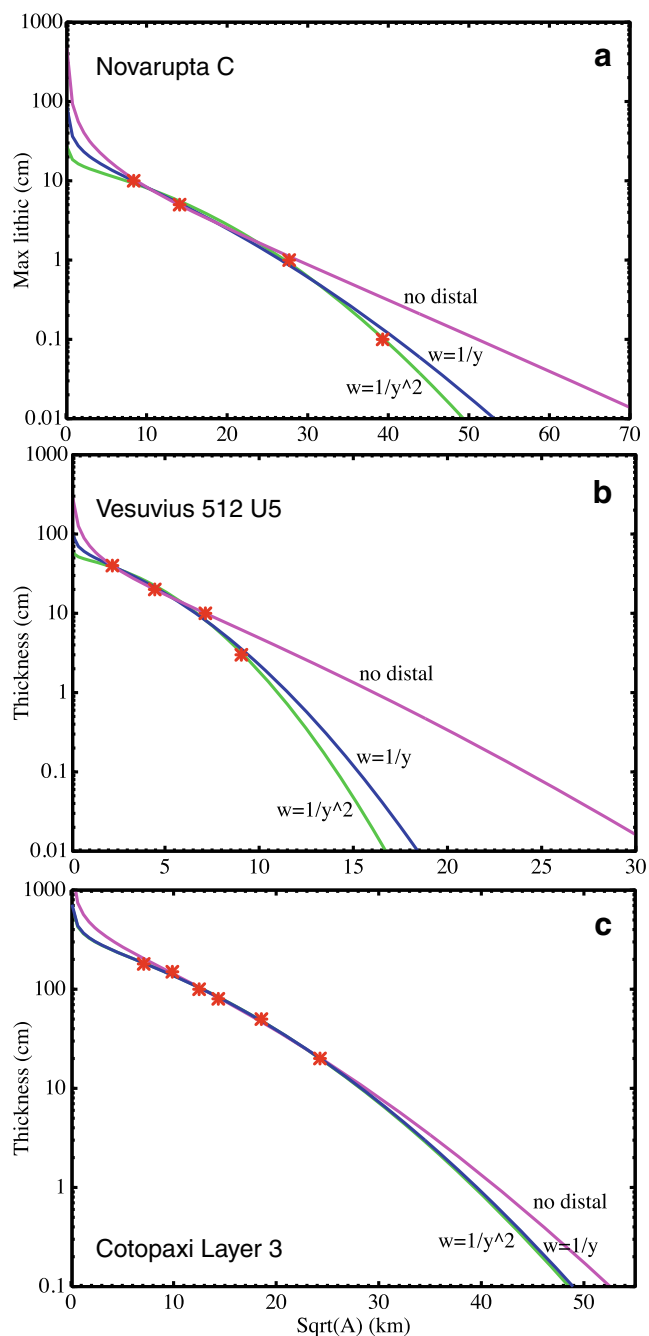 1000
a
Novarupta C
100
10
1
0.1
0.01
Max lithic (cm)
no distal
w=1/y
w=1/y^2
0 10 20 30 40 50 60 70
1000
b
Vesuvius 512 U5
100
10
1
0.1
0.01
Thickness (cm)
no distal
w=1/y
w=1/y^2
0 5 10 15 20 25 30
1000
c
100
10
1
0.1
Thickness (cm)
no distal
w=1/y^2 w=1/y
Cotopaxi Layer 3
0 10 20 30 40 50
Sqrt(A) (km)